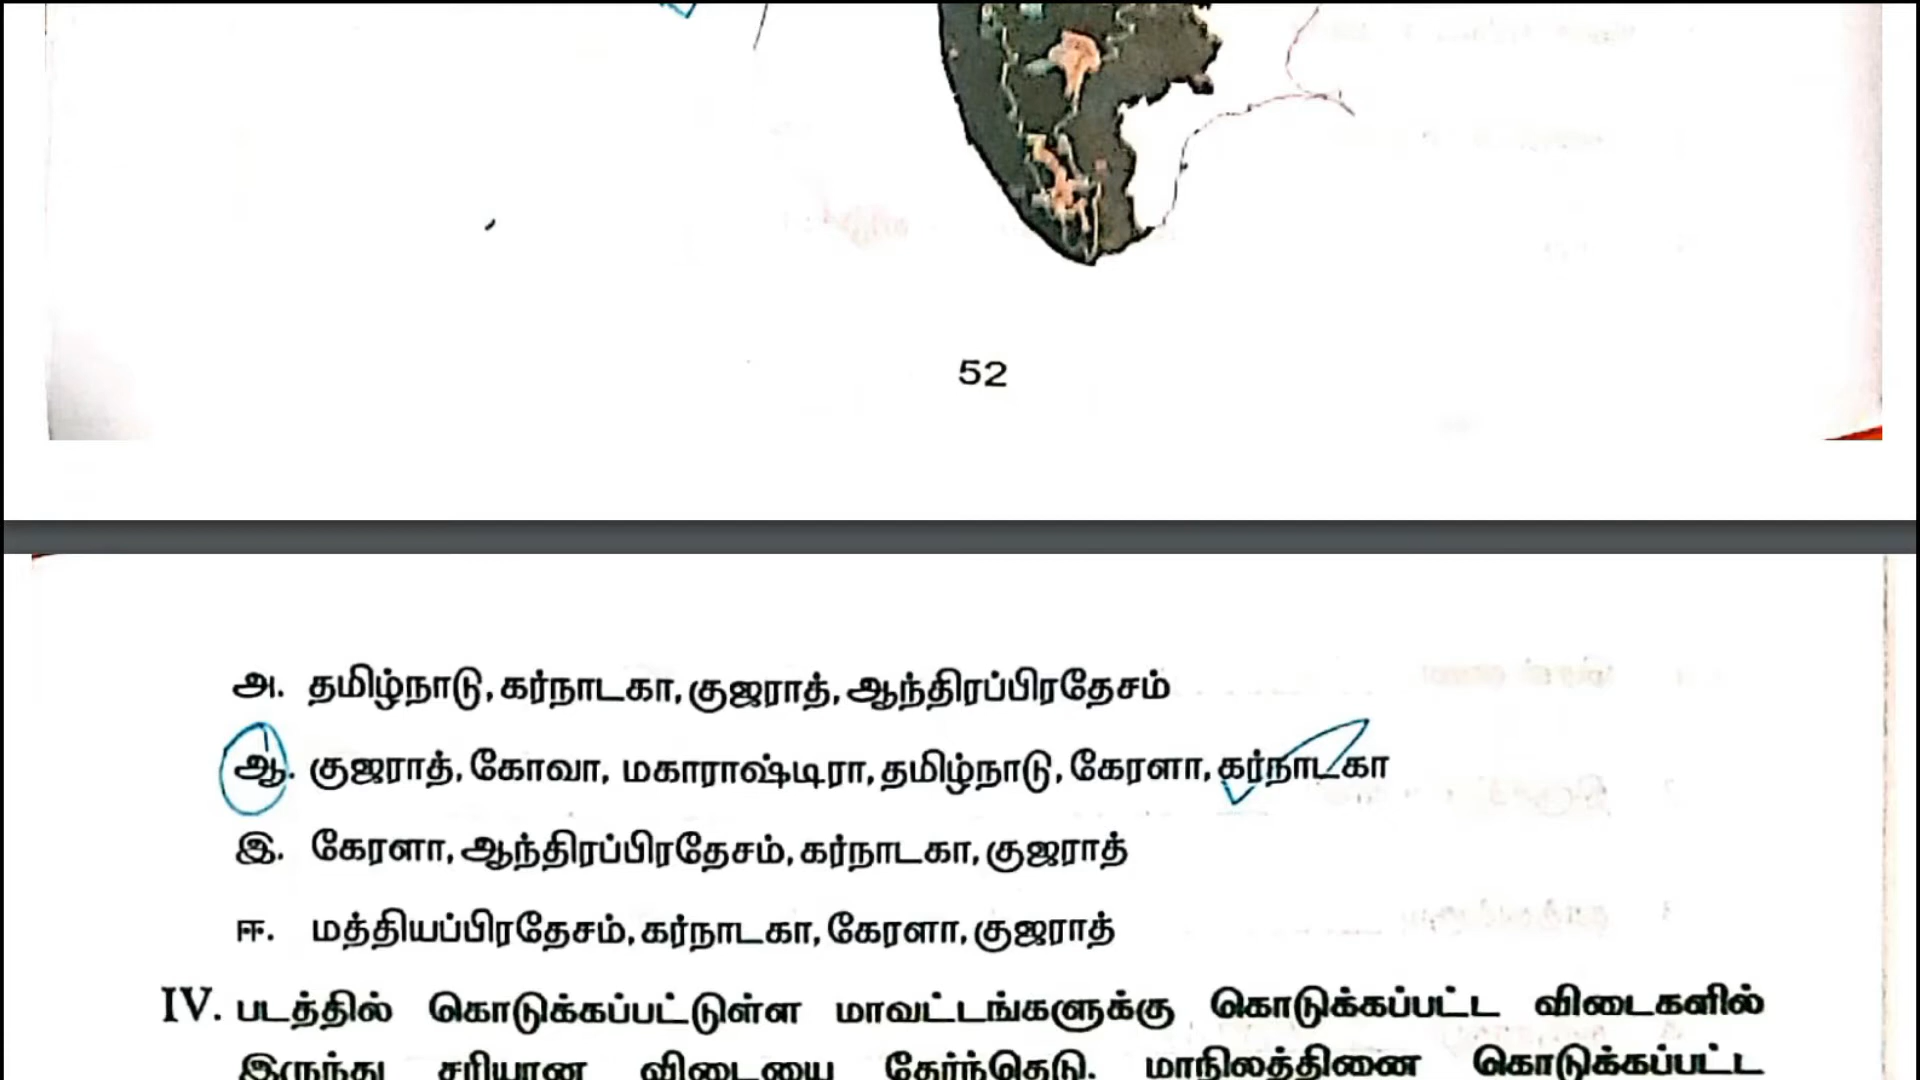 52
அ. தமிழ்நாடு, கர்நாடகா, குஜராத், ஆந்திரப்பிரதேசம்
ஆ. குஜராத், கோவா, மகாராஷ்டிரா, தமிழ்நாடு, கேரளா, கர்நாடகா
இ. கேரளா, ஆந்திரப்பிரதேசம், கர்நாடகா, குஜராத்
ஈ. மத்தியப்பிரதேசம், கர்நாடகா, கேரளா, குஜராத்
IV. படத்தில் கொடுக்கப்பட்டுள்ள மாவட்டங்களுக்கு கொடுக்கப்பட்ட விடைகளில்
இருந்து சரியான விடையை தேர்ந்தெடு. மாநிலத்தினை கொடுக்கப்பட்ட